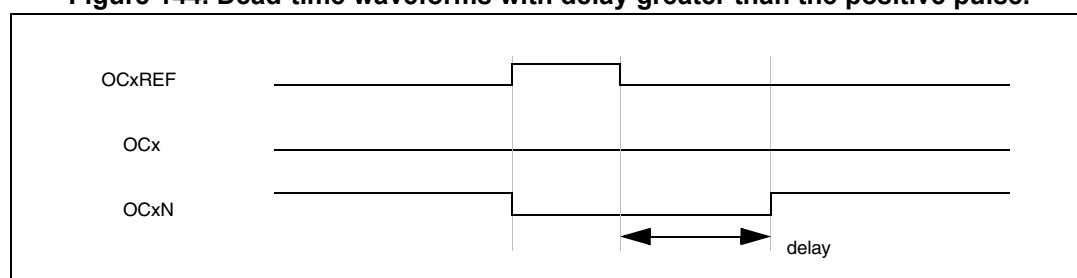 Figure 144. Dead-time waveforms with delay greater than the positive pulse.
OCxREF
OCx
OCxN
delay